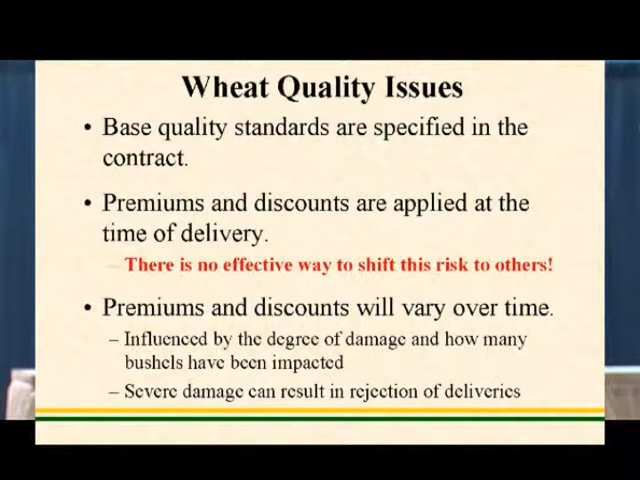 Wheat Quality Issues
• Base quality standards are specified in the
contract.
• Premiums and discounts are applied at the
time of delivery.
– There is no effective way to shift this risk to others!
• Premiums and discounts will vary over time.
– Influenced by the degree of damage and how many
bushels have been impacted
– Severe damage can result in rejection of deliveries